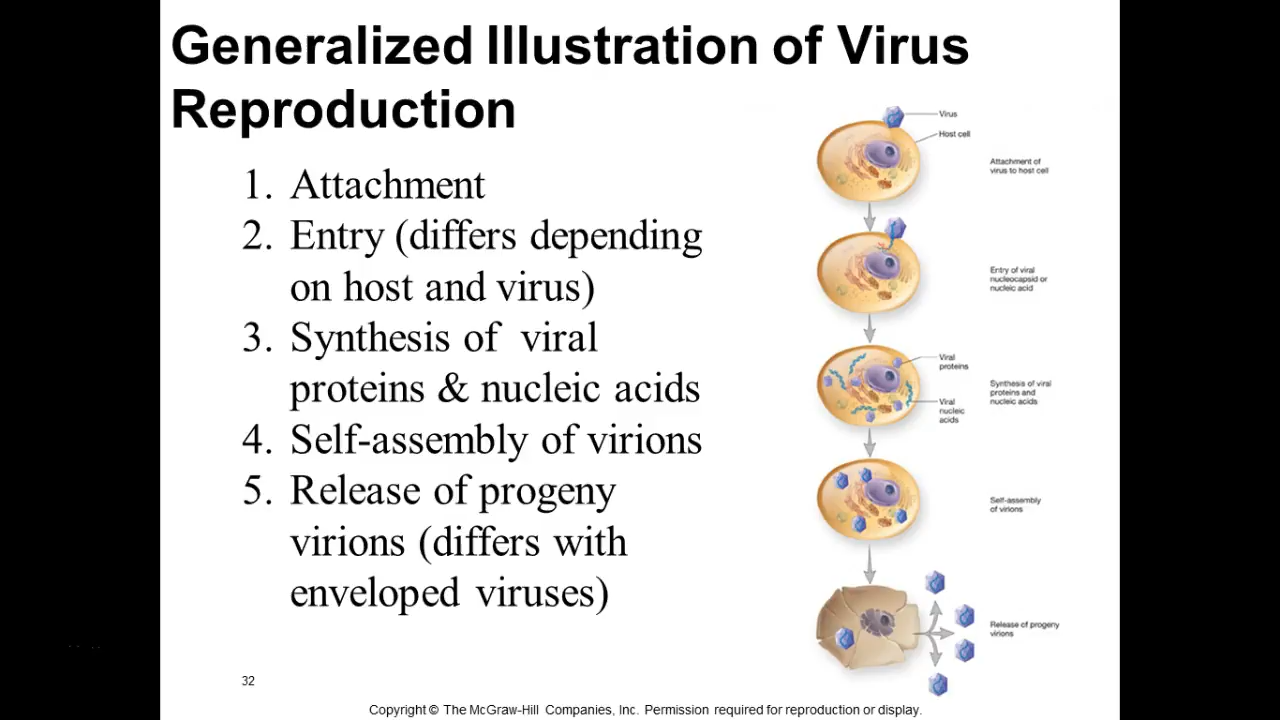 Generalized Illustration of Virus
Reproduction
1. Attachment
2. Entry (differs depending
on host and virus)
3. Synthesis of viral
proteins & nucleic acids
4. Self-assembly of virions
5. Release of progeny
virions (differs with
enveloped viruses)
Virus
Host cell
Attachment of
virus to host cell
Entry of viral
nucleocapsid or
nucleic acid
Viral
proteins
Viral
nucleic
acids
Synthesis of viral
proteins and
nucleic acids
Self-assembly
of virions
Release of progeny
virions
32
Copyright © The McGraw-Hill Companies, Inc. Permission required for reproduction or display.